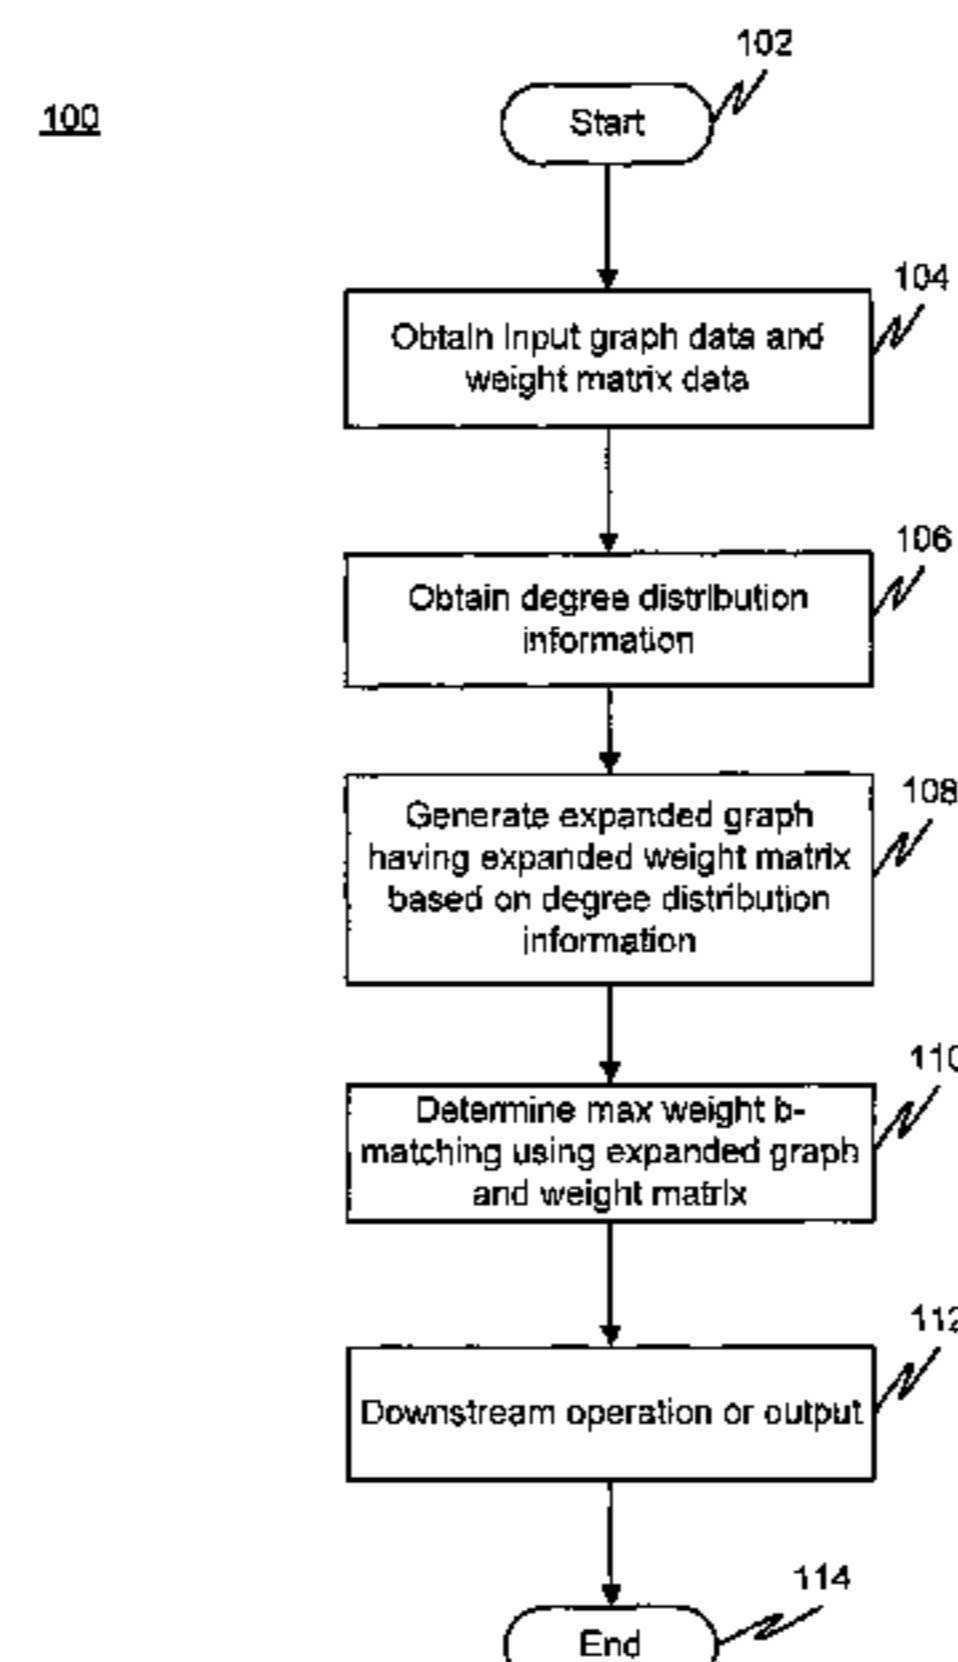 102
100
Start
104
Obtain input graph data and
weight matrix data
106
Obtain degree distribution
information
108
Generate expanded graph
having expanded weight matrix
based on degree distribution
information
110
Determine max weight b-
matching using expanded graph
and weight matrix
112
Downstream operation or output
114
End